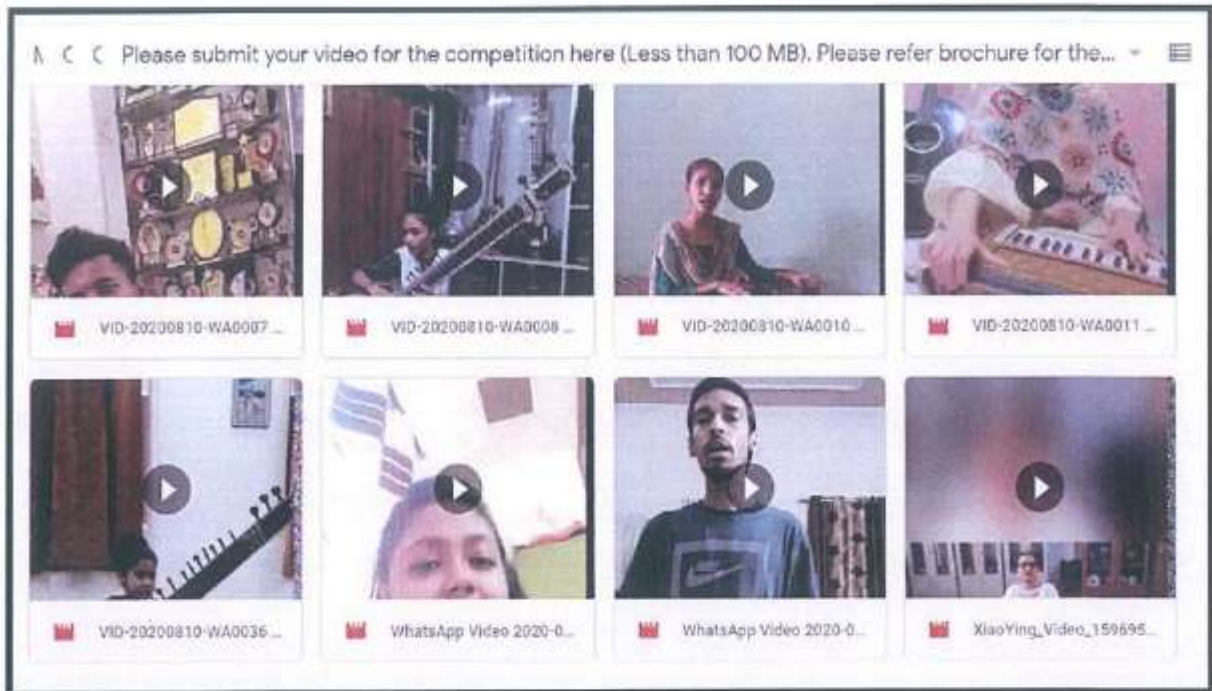 Please submit your video for the competition here (Less than 100 MB). Please refer brochure for the...
VID-20200810-WA0007 ...
VID-20200810-WA0008 ...
VID-20200810-WA0010 ...
VID-20200810-WA0011 ...
VID-20200810-WA0036 ...
WhatsApp Video 2020-0...
WhatsApp Video 2020-0...
XiaoYing_Video_159695...